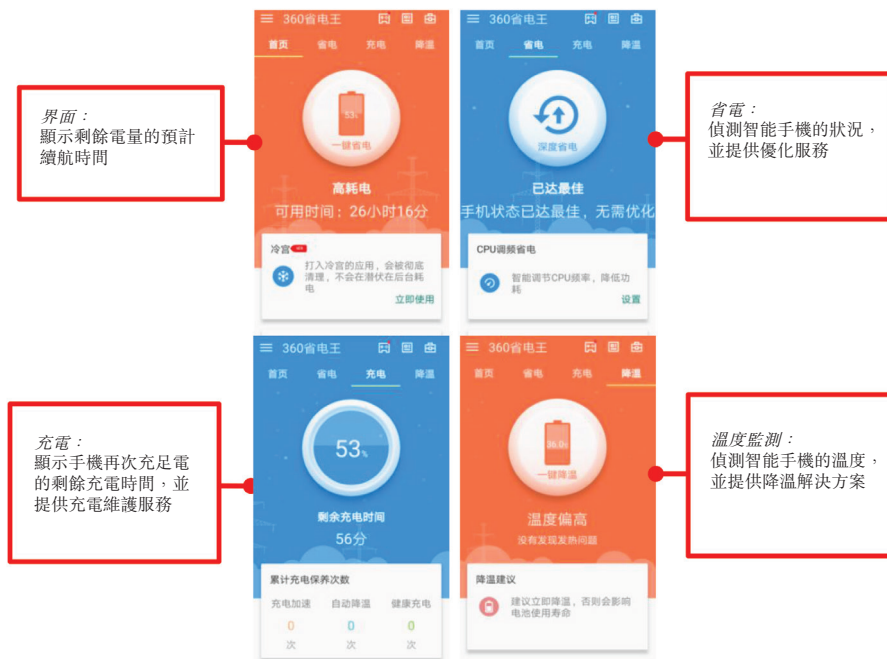 界面：
顯示剩餘電量的預計
續航時間
360省电王
首页 省电 充电 降温
53%
一键省电
高耗电
可用时间：26小时16分
冷宫
打入冷宫的应用，会被彻底
清理，不会在潜伏在后台耗
电
立即使用
360省电王
首页 省电 充电 降温
深度省电
已达最佳
手机状态已达最佳，无需优化
CPU调频省电
智能调节CPU频率，降低功
耗
设置
省電：
偵測智能手機的狀況，
並提供優化服務
充電：
顯示手機再次充足電
的剩餘充電時間，並
提供充電維護服務
360省电王
首页 省电 充电 降温
53%
剩余充电时间
56分
累计充电保养次数
充电加速 自动降温 健康充电
0 0 0
次 次 次
360省电王
首页 省电 充电 降温
36.0
一键降温
温度偏高
没有发现发热问题
降温建议
建议立即降温，否则会影响
电池使用寿命
溫度監測：
偵測智能手機的溫度，
並提供降溫解決方案